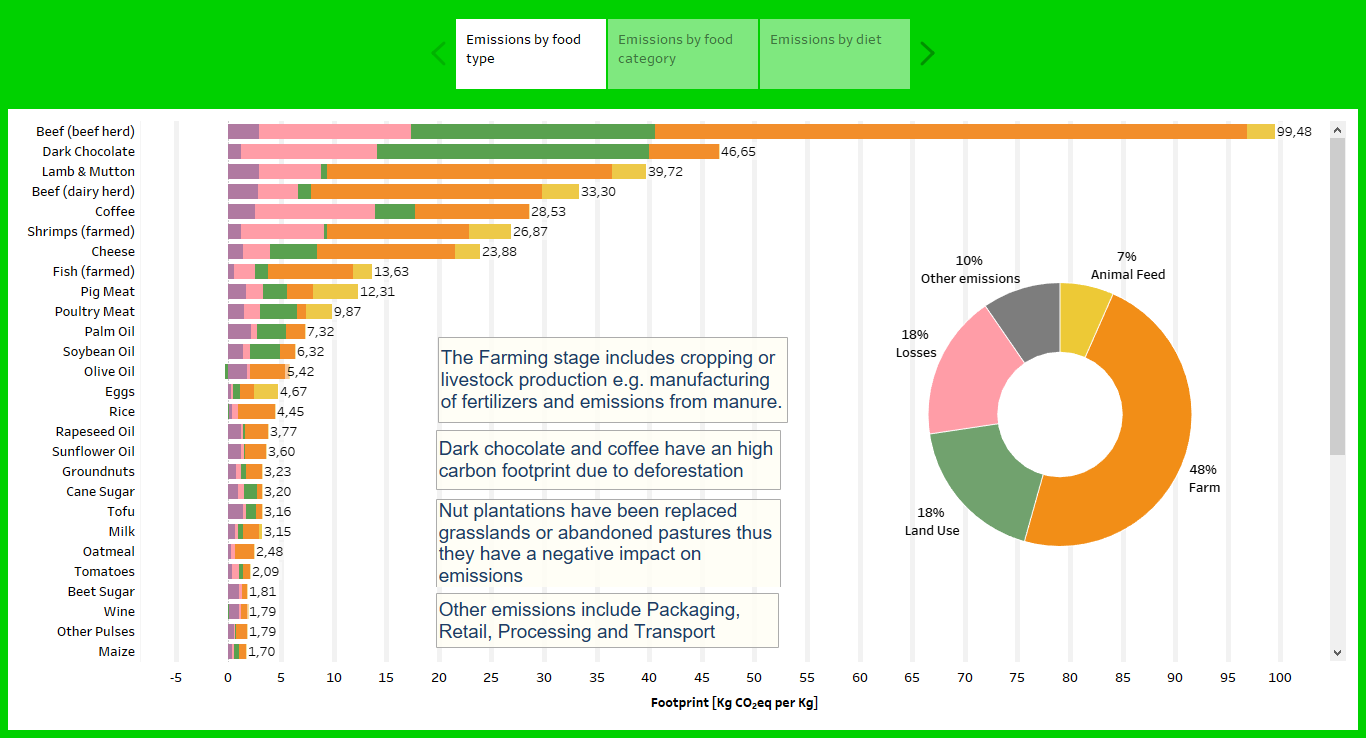 Emissions by food
type
Emissions by food
category
Emissions by diet
Beef (beef herd) 99,48
Dark Chocolate 46,65
Lamb & Mutton 39,72
Beef (dairy herd) 33,30
Coffee 28,53
Shrimps (farmed) 26,87
Cheese 23,88
Fish (farmed) 13,63
Pig Meat 12,31
Poultry Meat 9,87
Palm Oil 7,32
Soybean Oil 6,32
Olive Oil 5,42
Eggs 4,67
Rice 4,45
Rapeseed Oil 3,77
Sunflower Oil 3,60
Groundnuts 3,23
Cane Sugar 3,20
Tofu 3,16
Milk 3,15
Oatmeal 2,48
Tomatoes 2,09
Beet Sugar 1,81
Wine 1,79
Other Pulses 1,79
Maize 1,70
The Farming stage includes cropping or
livestock production e.g. manufacturing
of fertilizers and emissions from manure.
Dark chocolate and coffee have an high
carbon footprint due to deforestation
Nut plantations have been replaced
grasslands or abandoned pastures thus
they have a negative impact on
emissions
Other emissions include Packaging,
Retail, Processing and Transport
7%
Animal Feed
10%
Other emissions
18%
Losses
48%
Farm
18%
Land Use
-5 0 5 10 15 20 25 30 35 40 45 50 55 60 65 70 75 80 85 90 95 100
Footprint [Kg CO₂eq per Kg]